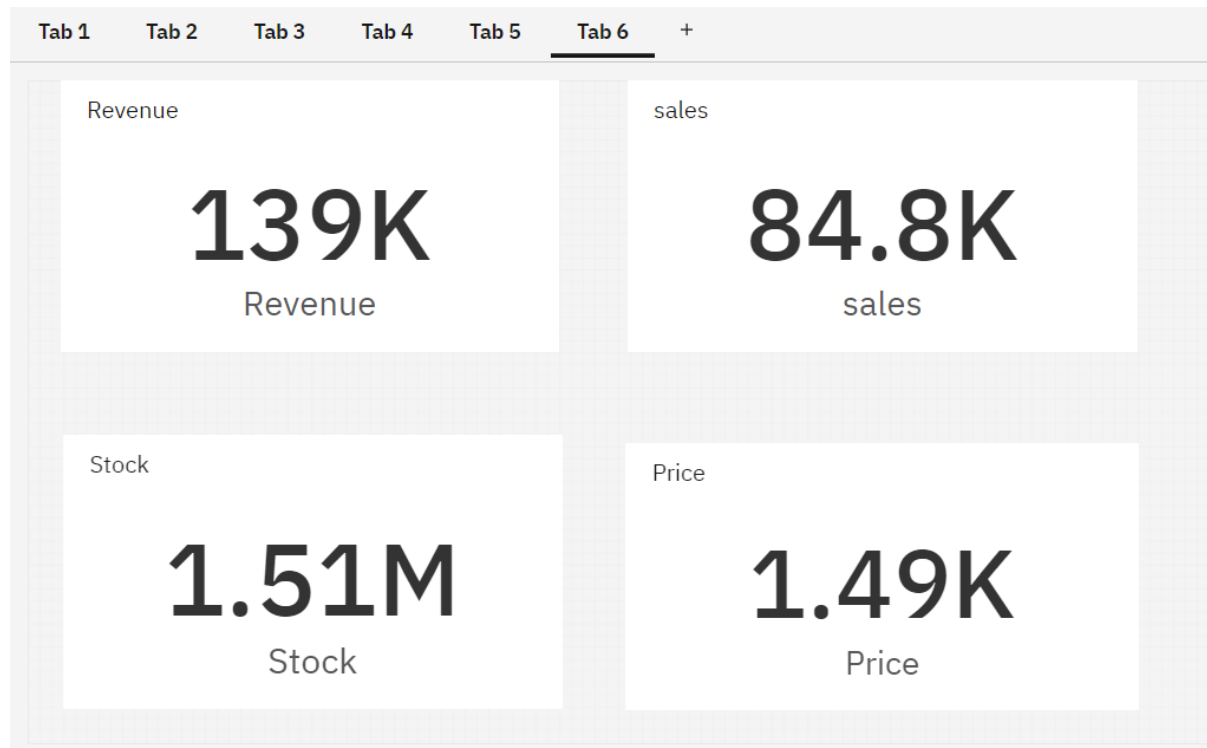 Tab 1 Tab 2 Tab 3 Tab 4 Tab 5 Tab 6 +
Revenue
139K
Revenue
sales
84.8K
sales
Stock
1.51M
Stock
Price
1.49K
Price